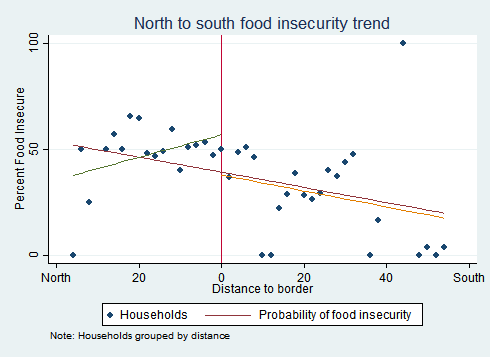 North to south food insecurity trend
Percent Food Insecure
100
50
0
North 20 0 20 40 South
Distance to border
Households Probability of food insecurity
Note: Households grouped by distance